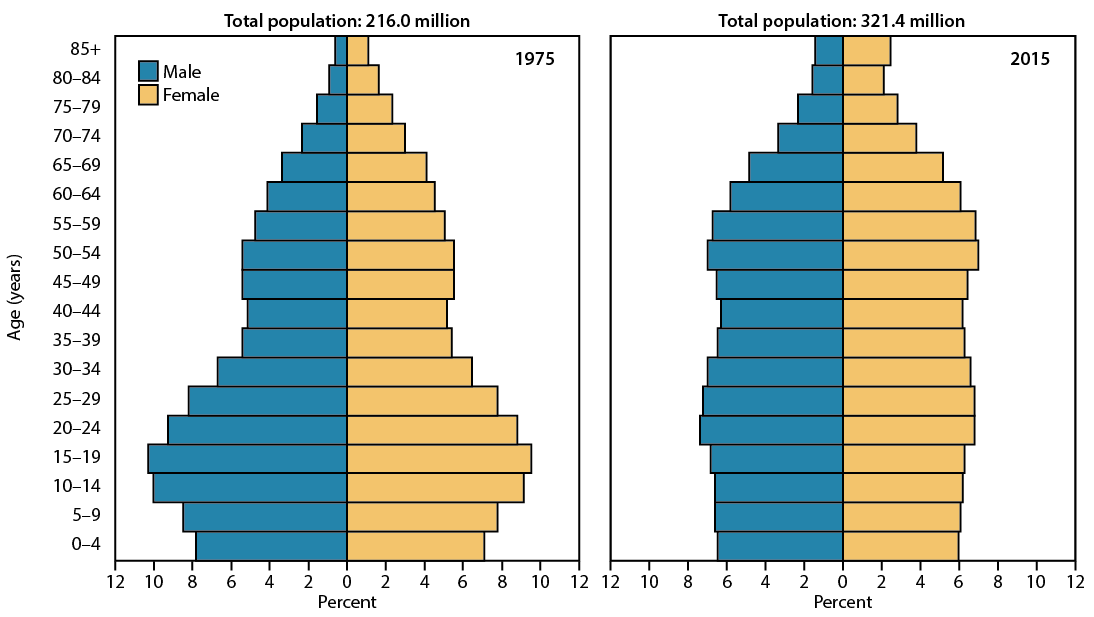 Total population: 216.0 million
1975
Male
Female
Age (years)
85+
80–84
75–79
70–74
65–69
60–64
55–59
50–54
45–49
40–44
35–39
30–34
25–29
20–24
15–19
10–14
5–9
0–4
12 10 8 6 4 2 0 2 4 6 8 10 12
Percent
Total population: 321.4 million
2015
12 10 8 6 4 2 0 2 4 6 8 10 12
Percent